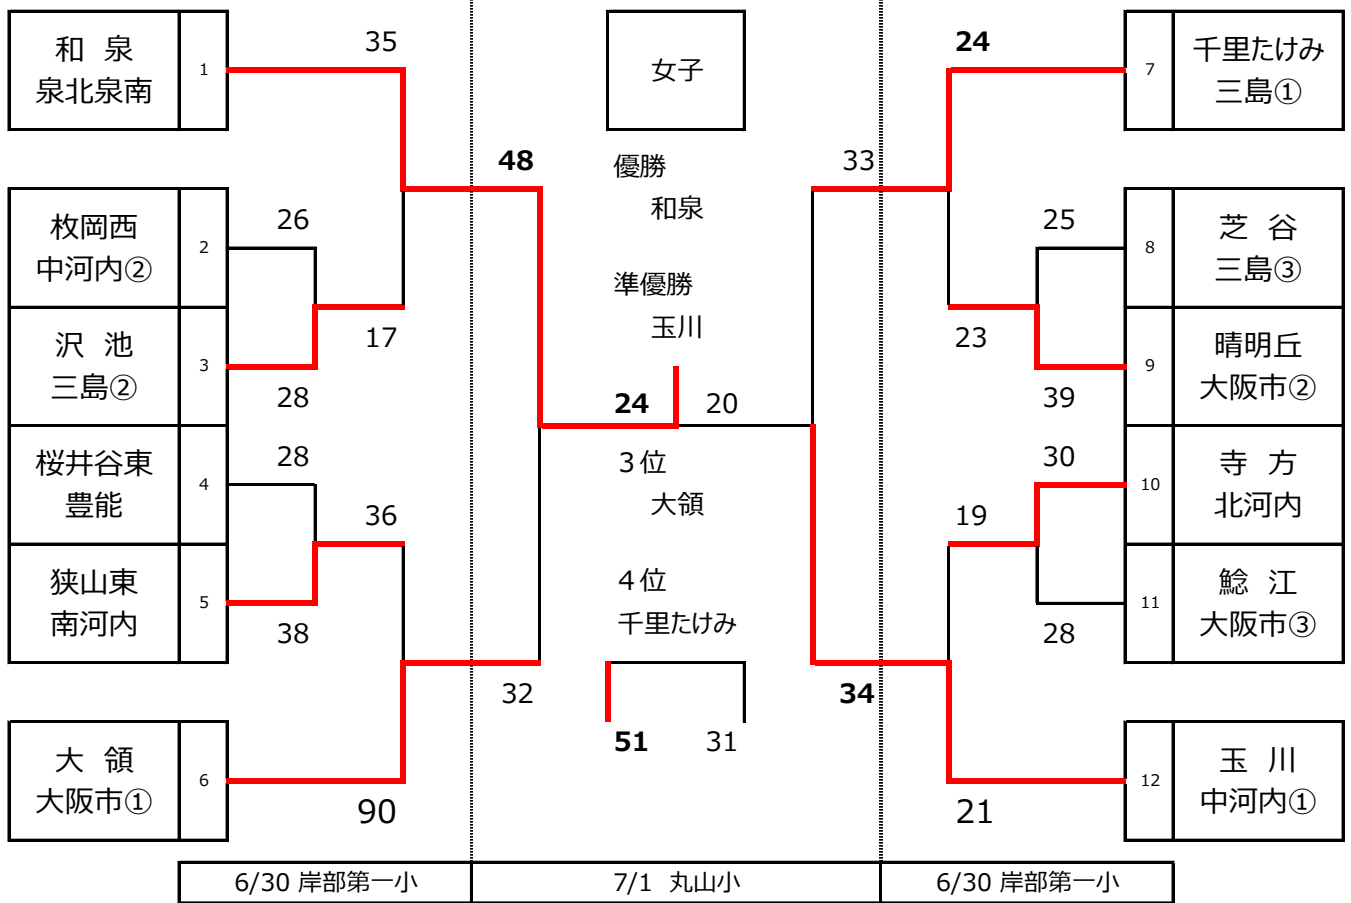 和 泉
泉北泉南
1
35
女子
24
7
千里たけみ
三島①
48
優勝
和泉
33
枚岡西
中河内②
2
26
25
8
芝 谷
三島③
準優勝
玉川
沢 池
三島②
3
17
28
23
39
9
晴明丘
大阪市②
24
20
桜井谷東
豊能
4
28
36
3位
大領
19
30
10
寺 方
北河内
狭山東
南河内
5
38
4位
千里たけみ
28
11
鯰 江
大阪市③
32
51
31
34
大 領
大阪市①
6
90
21
12
玉 川
中河内①
6/30 岸部第一小
7/1 丸山小
6/30 岸部第一小